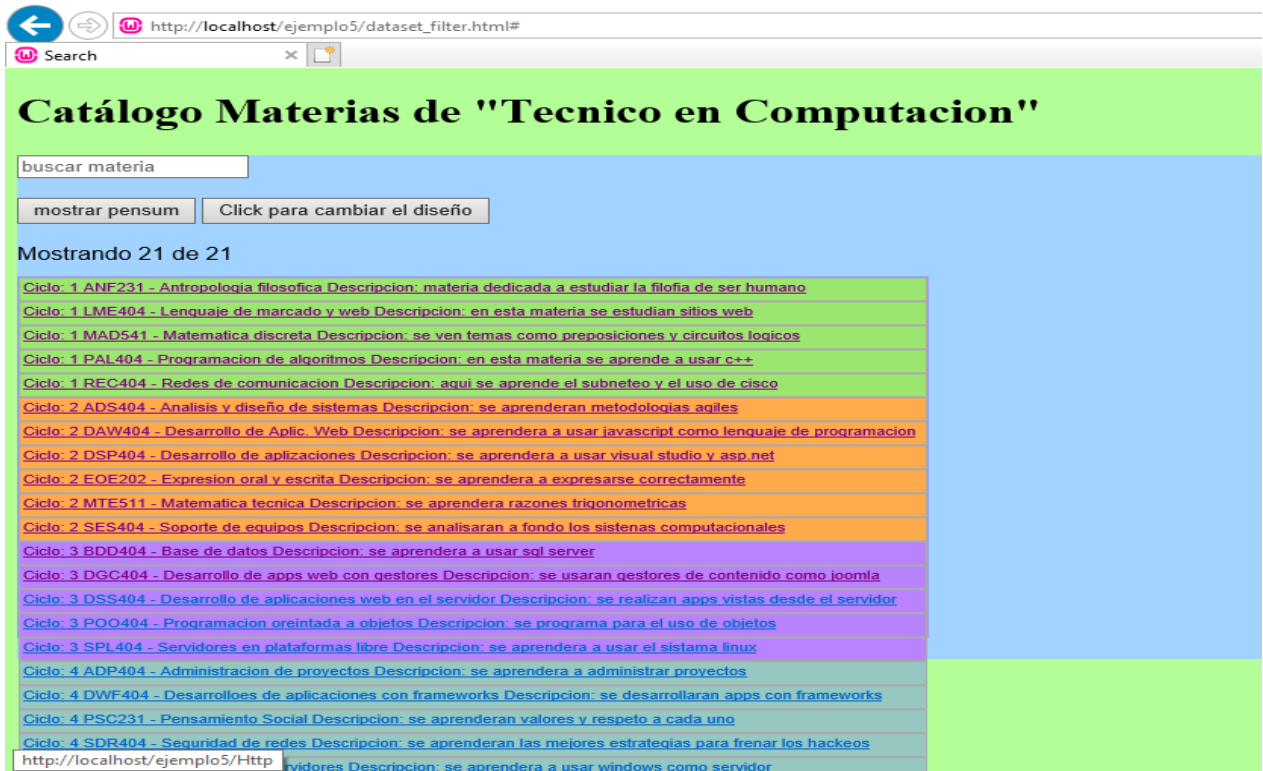 http://localhost/ejemplo5/dataset_filter.html#
Search
Catálogo Materias de "Tecnico en Computacion"
buscar materia
mostrar pensum Click para cambiar el diseño
Mostrando 21 de 21
Ciclo: 1 ANF231 - Antropologia filosofica Descripcion: materia dedicada a estudiar la filofia de ser humano
Ciclo: 1 LME404 - Lenguaje de marcado y web Descripcion: en esta materia se estudian sitios web
Ciclo: 1 MAD541 - Matematica discreta Descripcion: se ven temas como preposiciones y circuitos logicos
Ciclo: 1 PAL404 - Programacion de algoritmos Descripcion: en esta materia se aprende a usar c++
Ciclo: 1 REC404 - Redes de comunicacion Descripcion: aqui se aprende el subneteo y el uso de cisco
Ciclo: 2 ADS404 - Analisis y diseño de sistemas Descripcion: se aprenderan metodologias agiles
Ciclo: 2 DAW404 - Desarrollo de Aplic. Web Descripcion: se aprendera a usar javascript como lenguaje de programacion
Ciclo: 2 DSP404 - Desarrollo de aplizaciones Descripcion: se aprendera a usar visual studio y asp.net
Ciclo: 2 EOE202 - Expresion oral y escrita Descripcion: se aprendera a expresarse correctamente
Ciclo: 2 MTE511 - Matematica tecnica Descripcion: se aprendera razones trigonometricas
Ciclo: 2 SES404 - Soporte de equipos Descripcion: se analisaran a fondo los sistenas computacionales
Ciclo: 3 BDD404 - Base de datos Descripcion: se aprendera a usar sql server
Ciclo: 3 DGC404 - Desarrollo de apps web con gestores Descripcion: se usaran gestores de contenido como joomla
Ciclo: 3 DSS404 - Desarrollo de aplicaciones web en el servidor Descripcion: se realizan apps vistas desde el servidor
Ciclo: 3 POO404 - Programacion oreintada a objetos Descripcion: se programa para el uso de objetos
Ciclo: 3 SPL404 - Servidores en plataformas libre Descripcion: se aprendera a usar el sistama linux
Ciclo: 4 ADP404 - Administracion de proyectos Descripcion: se aprendera a administrar proyectos
Ciclo: 4 DWF404 - Desarrolloes de aplicaciones con frameworks Descripcion: se desarrollaran apps con frameworks
Ciclo: 4 PSC231 - Pensamiento Social Descripcion: se aprenderan valores y respeto a cada uno
Ciclo: 4 SDR404 - Seguridad de redes Descripcion: se aprenderan las mejores estrategias para frenar los hackeos
http://localhost/ejemplo5/Http rvidores Descripcion: se aprendera a usar windows como servidor